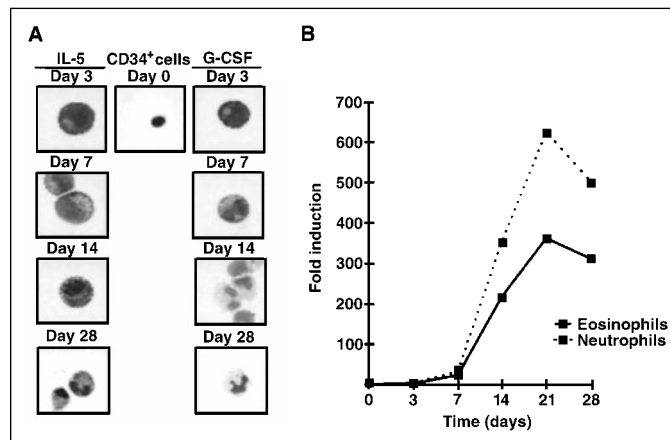 A
IL-5 CD34+cells G-CSF
Day 3 Day 0 Day 3
Day 7 Day 7
Day 14 Day 14
Day 28 Day 28
B
700
600
500
400
300
200
100
Fold induction
Eosinophils
Neutrophils
0 3 7 14 21 28
Time (days)